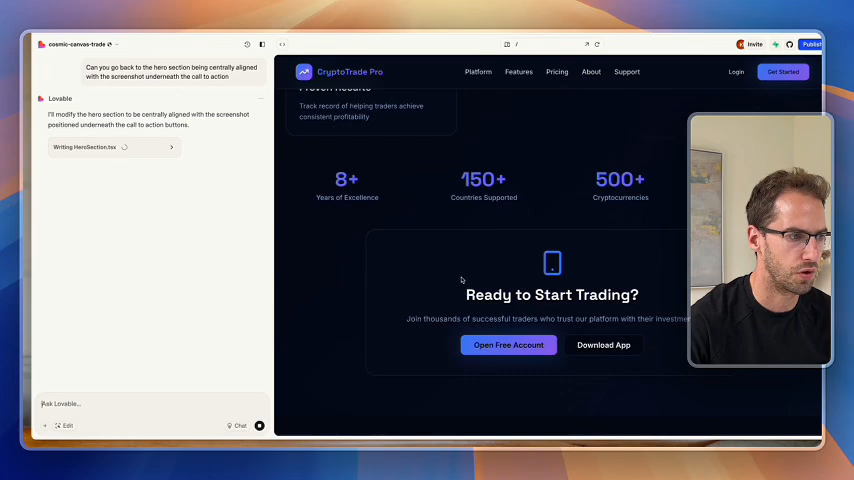 cosmic-canvas-trade
Can you go back to the hero section being centrally aligned
with the screenshot underneath the call to action
Lovable
I'll modify the hero section to be centrally aligned with the screenshot
positioned underneath the call to action buttons.
Writing HeroSection.tsx
Ask Lovable...
Edit
Chat
/
Invite
Publish
CryptoTrade Pro
Platform
Features
Pricing
About
Support
Login
Get Started
Proven Results
Track record of helping traders achieve
consistent profitability
8+
Years of Excellence
150+
Countries Supported
500+
Cryptocurrencies
Ready to Start Trading?
Join thousands of successful traders who trust our platform with their
Open Free Account
Download App